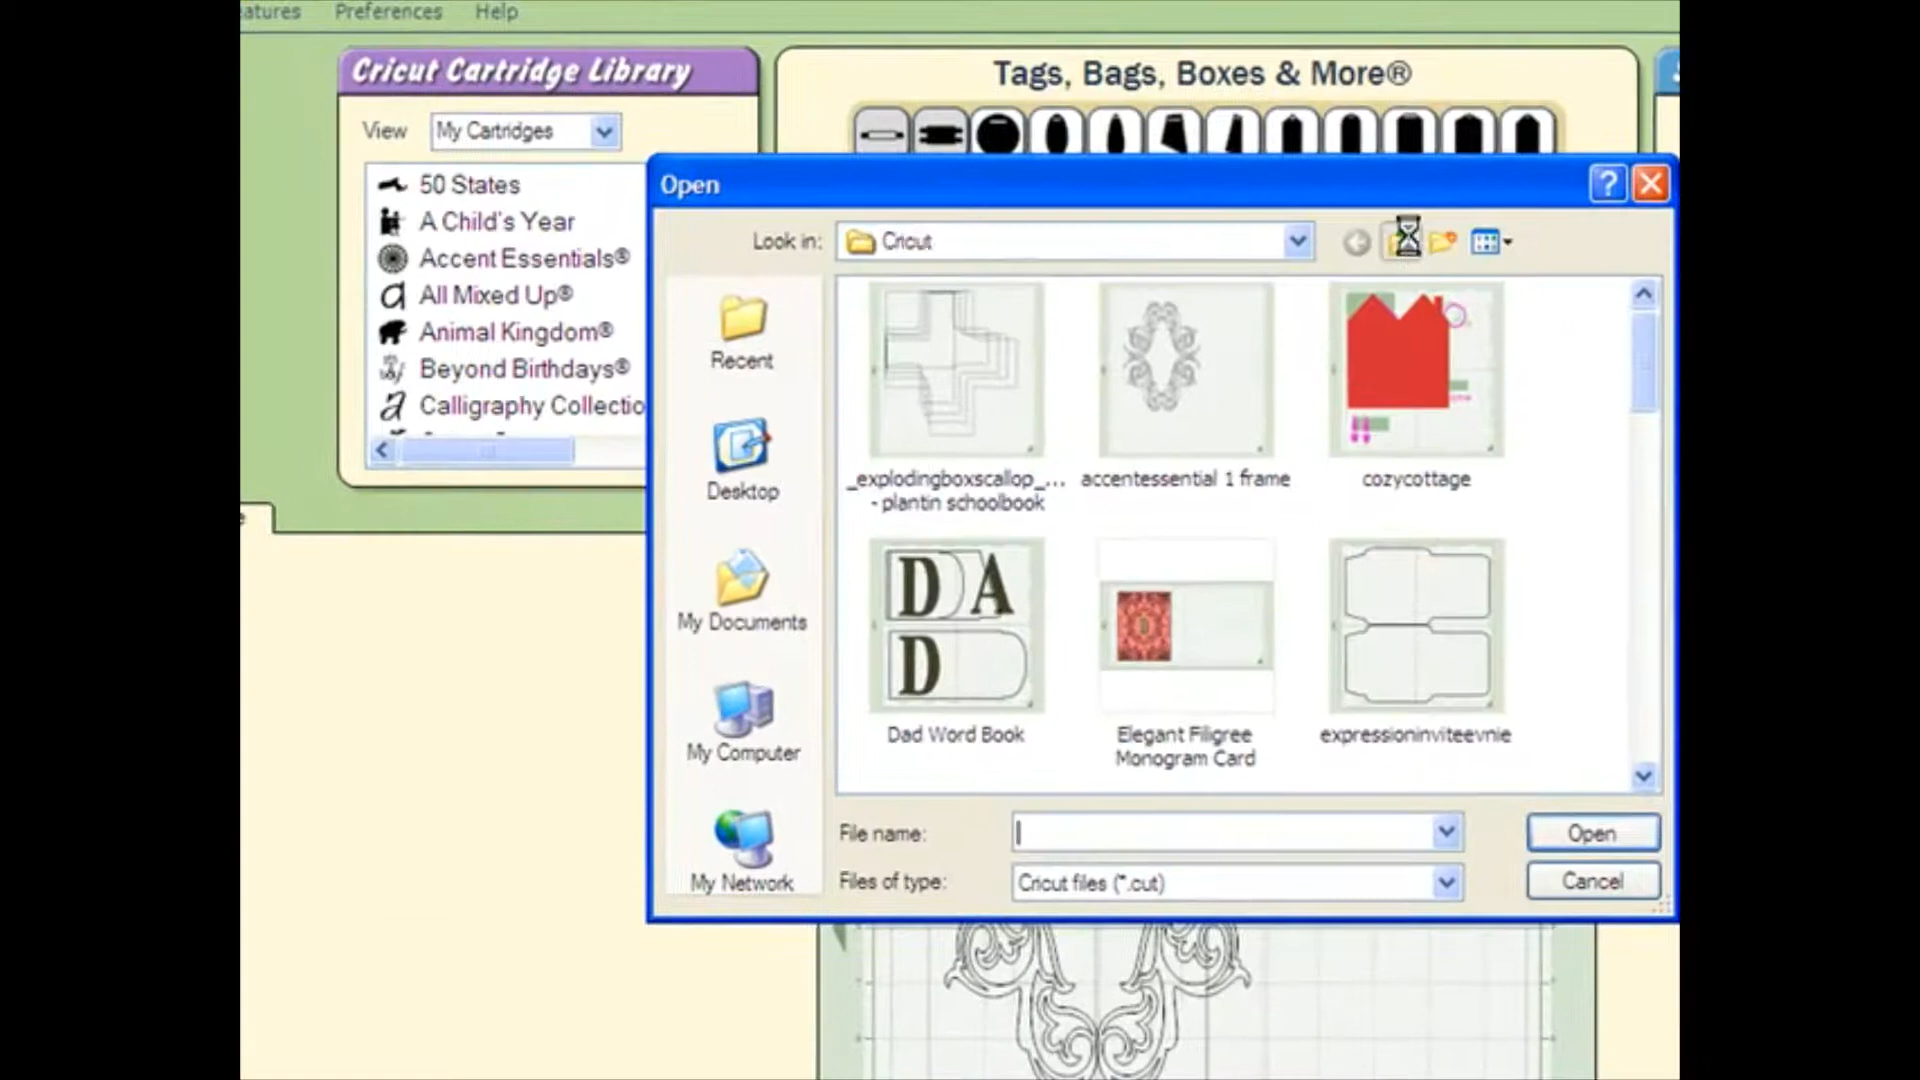 Preferences
Help
Cricut Cartridge Library
Tags, Bags, Boxes & More®
View
My Cartridges
50 States
A Child's Year
Accent Essentials®
All Mixed Up®
Animal Kingdom®
Beyond Birthdays®
Calligraphy Collectio
Open
Look in:
Cricut
Recent
Desktop
My Documents
My Computer
My Network
_explodingboxscallop_...
- plantin schoolbook
accentessential 1 frame
cozycottage
D A
D
Dad Word Book
Elegant Filigree
Monogram Card
expressioninviteevnie
File name:
Open
Files of type:
Cricut files (*.cut)
Cancel